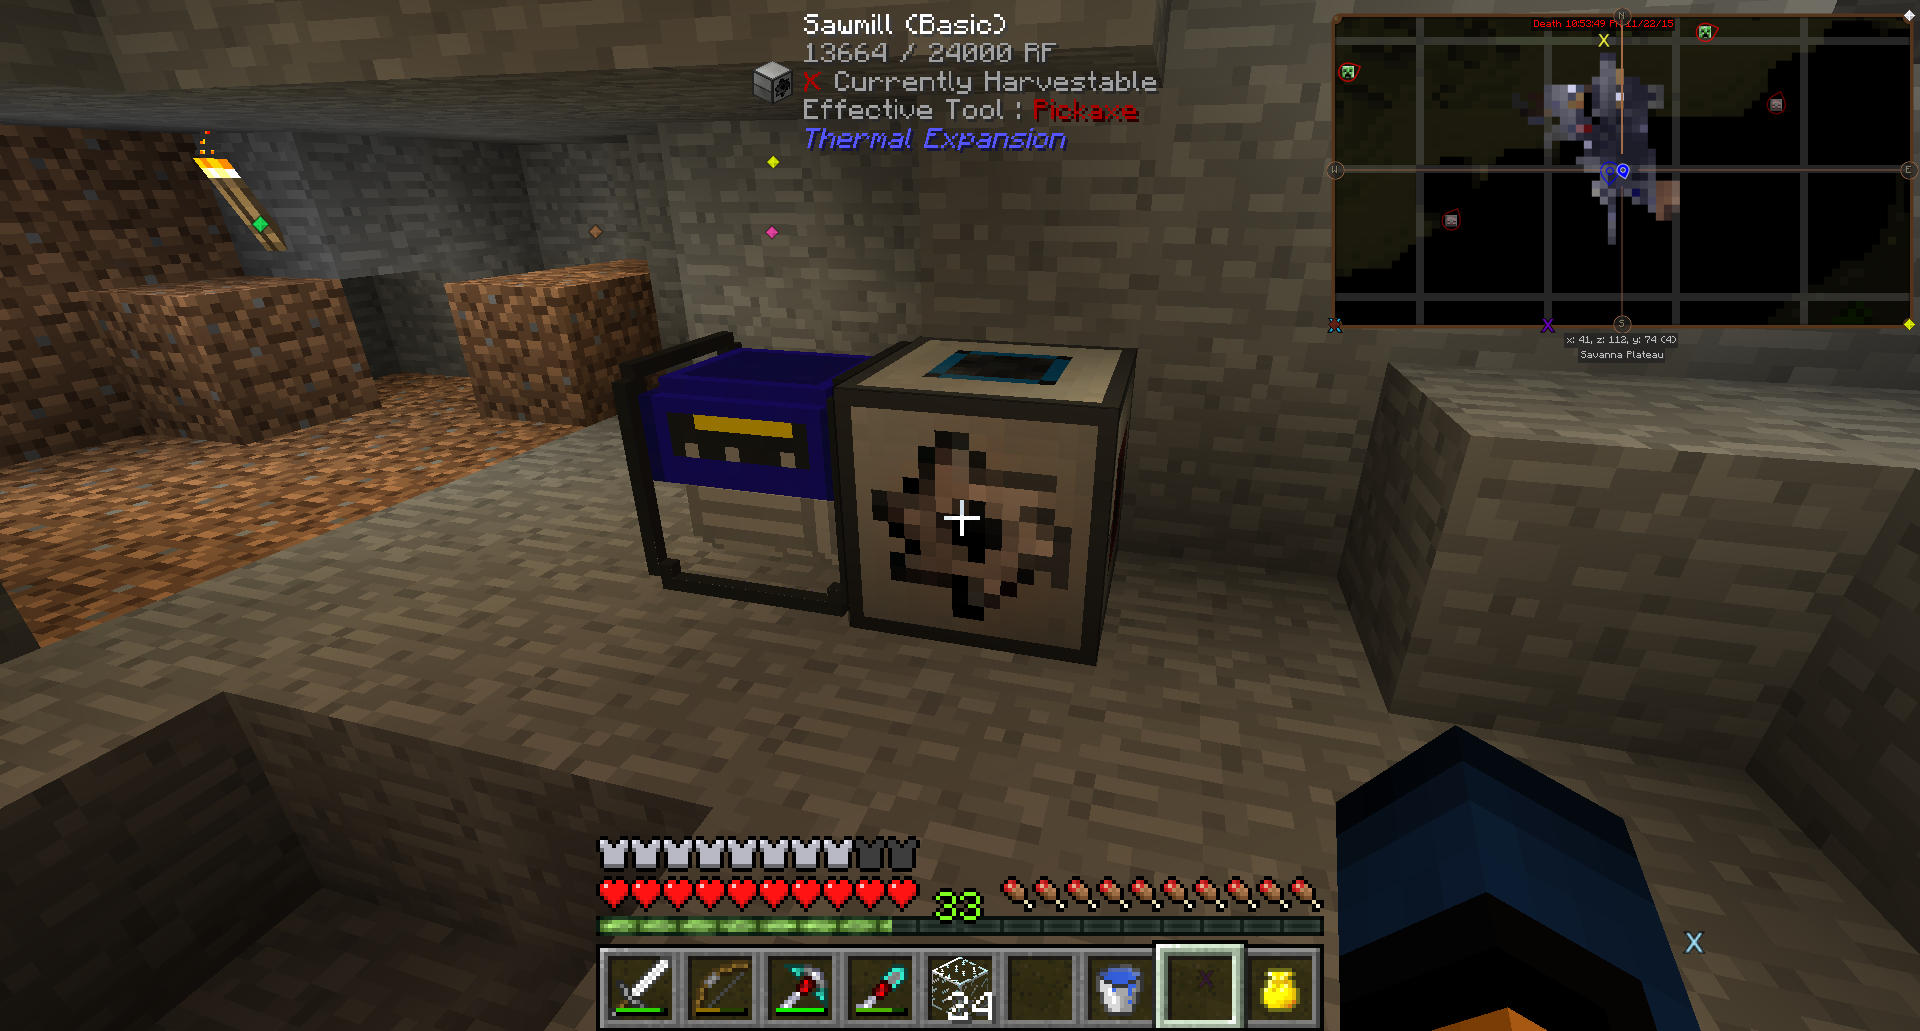 Sawmill (Basic)
13664 / 24000 RF
X Currently Harvestable
Effective Tool : Pickaxe
Thermal Expansion
N
X
W
E
X
S
x: 41, z: 112, y: 74 (4)
Savanna Plateau
33
X
24